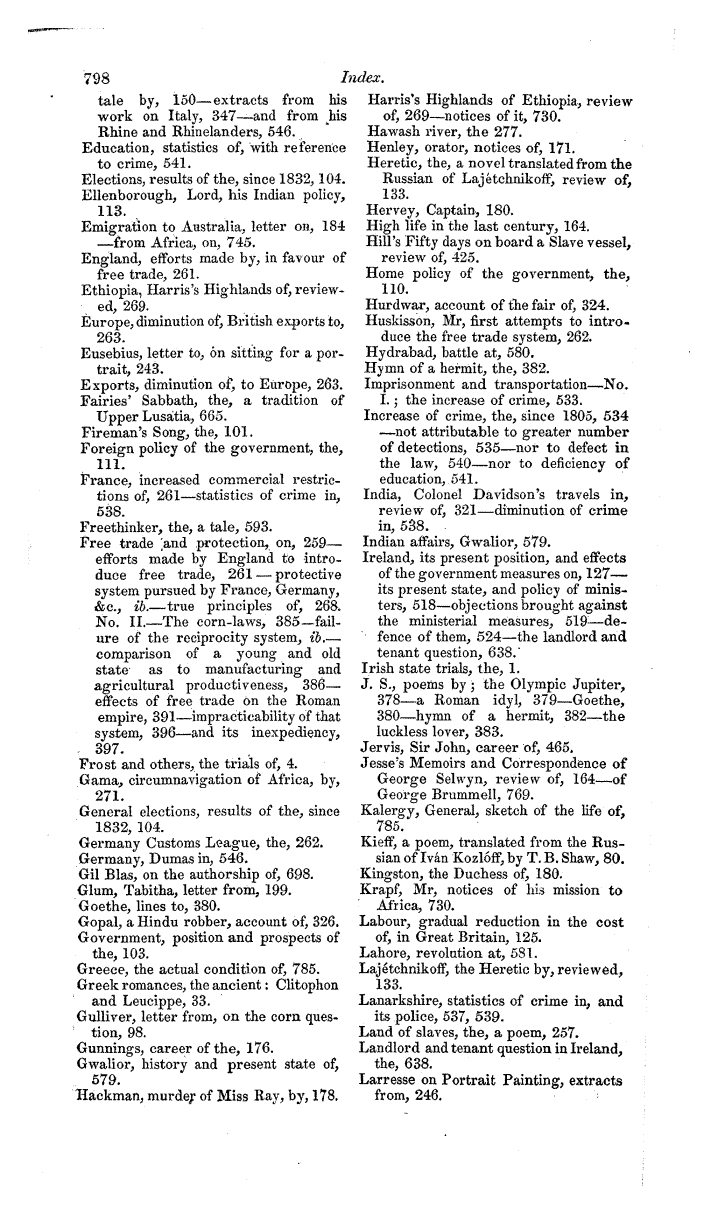 798
Index.
tale by, 150—extracts from his
work on Italy, 347—and from his
Rhine and Rhinelanders, 546.
Education, statistics of, with reference
to crime, 541.
Elections, results of the, since 1832, 104.
Ellenborough, Lord, his Indian policy,
113.
Emigration to Australia, letter on, 184
—from Africa, on, 745.
England, efforts made by, in favour of
free trade, 261.
Ethiopia, Harris's Highlands of, review-
ed, 269.
Europe, diminution of, British exports to,
263.
Eusebius, letter to, on sitting for a por-
trait, 243.
Exports, diminution of, to Europe, 263.
Fairies' Sabbath, the, a tradition of
Upper Lusatia, 665.
Fireman's Song, the, 101.
Foreign policy of the government, the,
111.
France, increased commercial restric-
tions of, 261—statistics of crime in,
538.
Freethinker, the, a tale, 593.
Free trade and protection, on, 259—
efforts made by England to intro-
duce free trade, 261—protective
system pursued by France, Germany,
&c., ib.—true principles of, 268.
No. II.—The corn-laws, 385—fail-
ure of the reciprocity system, ib.—
comparison of a young and old
state as to manufacturing and
agricultural productiveness, 386—
effects of free trade on the Roman
empire, 391—impracticability of that
system, 396—and its inexpediency,
397.
Frost and others, the trials of, 4.
Gama, circumnavigation of Africa, by,
271.
General elections, results of the, since
1832, 104.
Germany Customs League, the, 262.
Germany, Dumas in, 546.
Gil Blas, on the authorship of, 698.
Glum, Tabitha, letter from, 199.
Goethe, lines to, 380.
Gopal, a Hindu robber, account of, 326.
Government, position and prospects of
the, 103.
Greece, the actual condition of, 785.
Greek romances, the ancient: Clitophon
and Leucippe, 33.
Gulliver, letter from, on the corn ques-
tion, 98.
Gunnings, career of the, 176.
Gwalior, history and present state of,
579.
Hackman, murder of Miss Ray, by, 178.
Harris's Highlands of Ethiopia, review
of, 269—notices of it, 730.
Hawash river, the 277.
Henley, orator, notices of, 171.
Heretic, the, a novel translated from the
Russian of Lajétchnikoff, review of,
133.
Hervey, Captain, 180.
High life in the last century, 164.
Hill's Fifty days on board a Slave vessel,
review of, 425.
Home policy of the government, the,
110.
Hurdwar, account of the fair of, 324.
Huskisson, Mr, first attempts to intro-
duce the free trade system, 262.
Hydrabad, battle at, 580.
Hymn of a hermit, the, 382.
Imprisonment and transportation—No.
I.; the increase of crime, 533.
Increase of crime, the, since 1805, 534
—not attributable to greater number
of detections, 535—nor to defect in
the law, 540—nor to deficiency of
education, 541.
India, Colonel Davidson's travels in,
review of, 321—diminution of crime
in, 538.
Indian affairs, Gwalior, 579.
Ireland, its present position, and effects
of the government measures on, 127—
its present state, and policy of minis-
ters, 518—objections brought against
the ministerial measures, 519—de-
fence of them, 524—the landlord and
tenant question, 638.
Irish state trials, the, 1.
J. S., poems by; the Olympic Jupiter,
378—a Roman idyl, 379—Goethe,
380—hymn of a hermit, 382—the
luckless lover, 383.
Jervis, Sir John, career of, 465.
Jesse's Memoirs and Correspondence of
George Selwyn, review of, 164—of
George Brummell, 769.
Kalergy, General, sketch of the life of,
785.
Kieff, a poem, translated from the Rus-
sian of Iván Kozlóff, by T. B. Shaw, 80.
Kingston, the Duchess of, 180.
Krapf, Mr, notices of his mission to
Africa, 730.
Labour, gradual reduction in the cost
of, in Great Britain, 125.
Lahore, revolution at, 581.
Lajétchnikoff, the Heretic by, reviewed,
133.
Lanarkshire, statistics of crime in, and
its police, 537, 539.
Land of slaves, the, a poem, 257.
Landlord and tenant question in Ireland,
the, 638.
Larresse on Portrait Painting, extracts
from, 246.